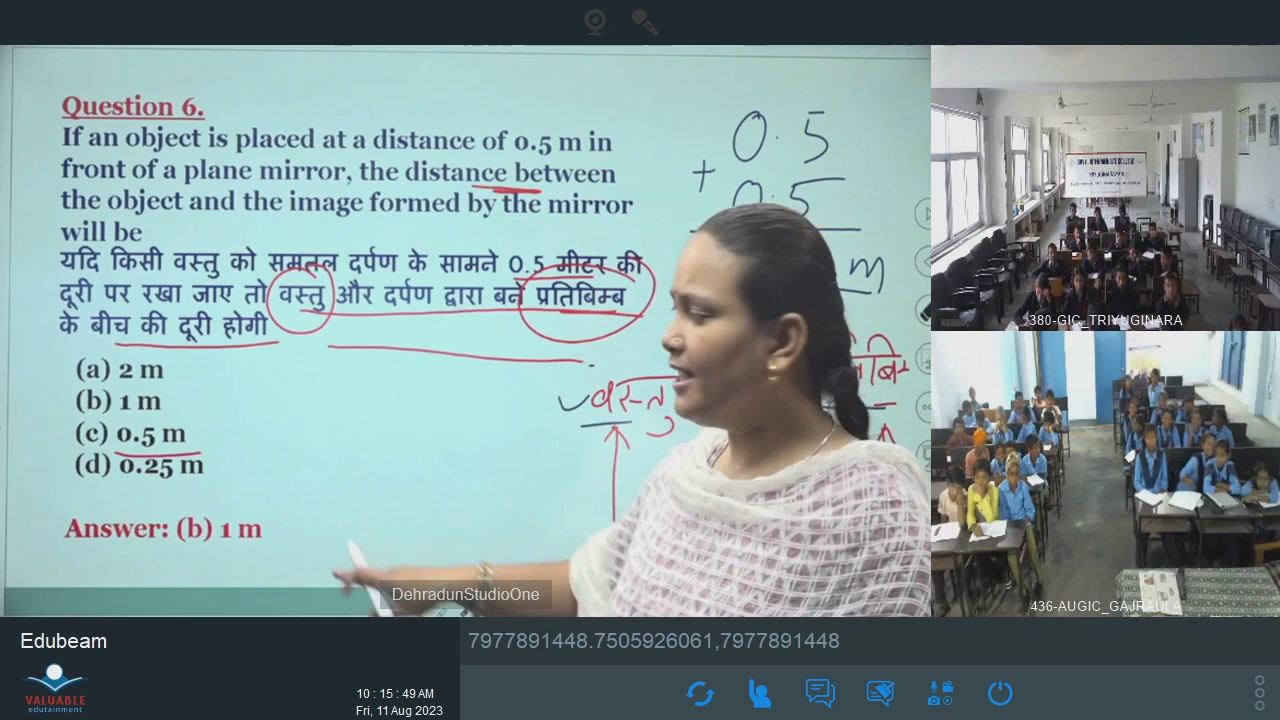 Question 6.
If an object is placed at a distance of 0.5 m in
front of a plane mirror, the distance between
the object and the image formed by the mirror
will be
यदि किसी वस्तु को समतल दर्पण के सामने 0.5 मीटर की
दूरी पर रखा जाए तो वस्तु और दर्पण द्वारा बने प्रतिबिम्ब
के बीच की दूरी होगी
(a) 2 m
(b) 1 m
(c) 0.5 m
(d) 0.25 m
Answer: (b) 1 m
0.5
+ 0.5
m
वस्तु
DehradunStudioOne
380-GIC_TRIYUGINARA
436-AUGIC_GAJRAULA
Edubeam
7977891448.7505926061,7977891448
VALUABLE
edutainment
10 : 15 : 49 AM
Fri, 11 Aug 2023